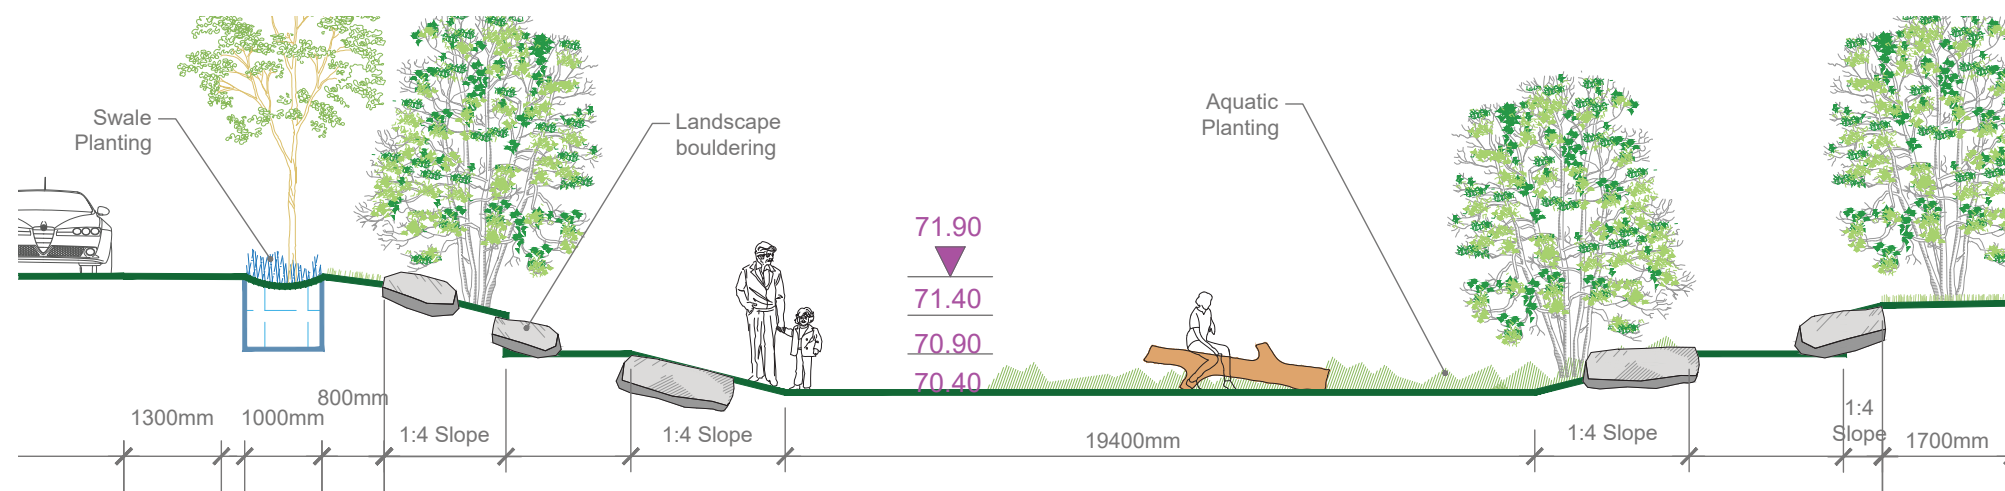 Swale
Planting
Landscape
bouldering
Aquatic
Planting
71.90
71.40
70.90
70.40
1300mm
1000mm
800mm
1:4 Slope
1:4 Slope
19400mm
1:4 Slope
1:4
Slope
1700mm